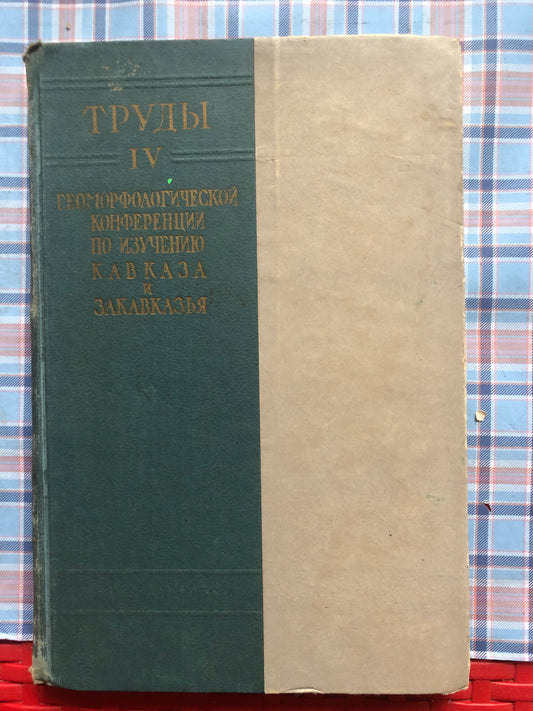 ТРУДЫ
IV
ГЕОМОРФОЛОГИЧЕСКОЙ
КОНФЕРЕНЦИИ
ПО ИЗУЧЕНИЮ
КАВКАЗА
И
ЗАКАВКАЗЬЯ